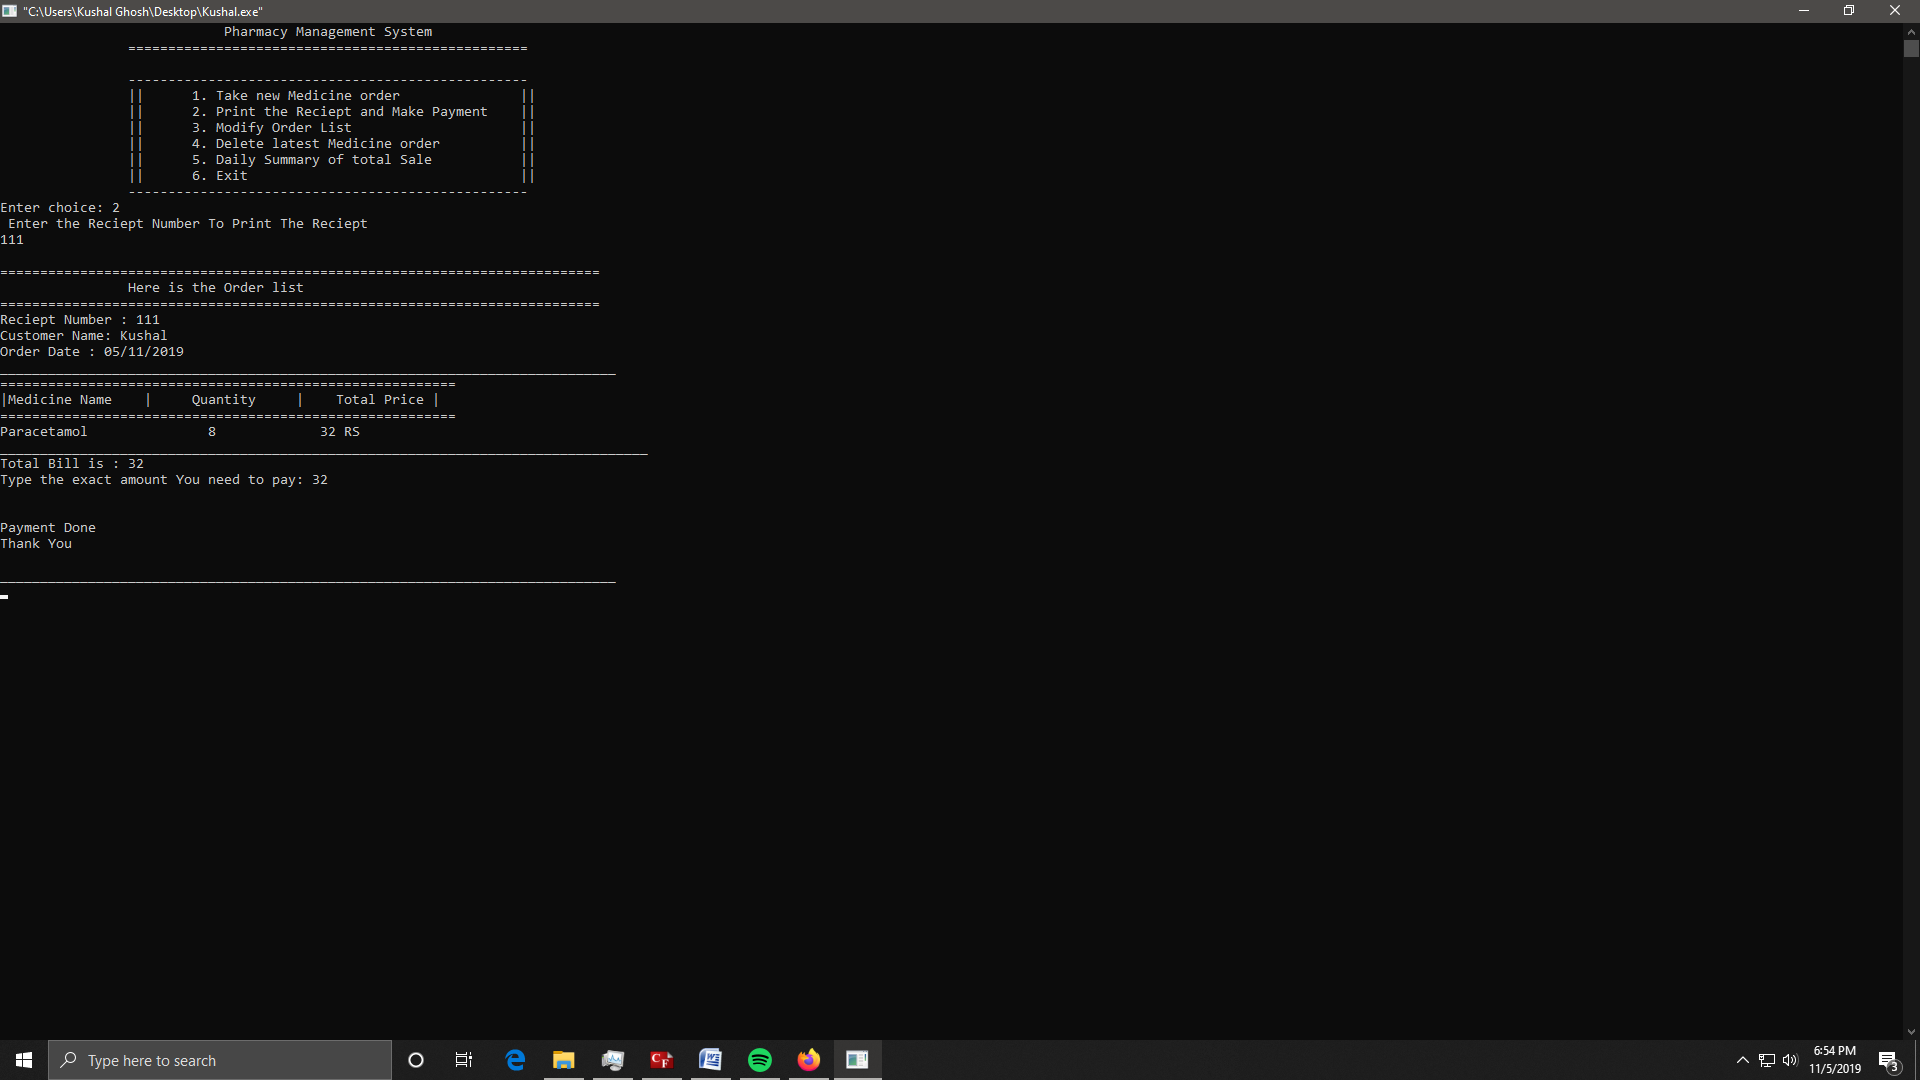 "C:\Users\Kushal Ghosh\Desktop\Kushal.exe"
Pharmacy Management System
==================================================
--------------------------------------------------
||      1. Take new Medicine order               ||
||      2. Print the Reciept and Make Payment    ||
||      3. Modify Order List                     ||
||      4. Delete latest Medicine order          ||
||      5. Daily Summary of total Sale           ||
||      6. Exit                                  ||
--------------------------------------------------
Enter choice: 2
Enter the Reciept Number To Print The Reciept
111
===========================================================================
Here is the Order list
===========================================================================
Reciept Number : 111
Customer Name: Kushal
Order Date : 05/11/2019
_____________________________________________________________________________
=========================================================
|Medicine Name    |     Quantity     |    Total Price |
=========================================================
Paracetamol               8             32 RS
_________________________________________________________________________________
Total Bill is : 32
Type the exact amount You need to pay: 32
Payment Done
Thank You
_____________________________________________________________________________
Type here to search
6:54 PM
11/5/2019
3